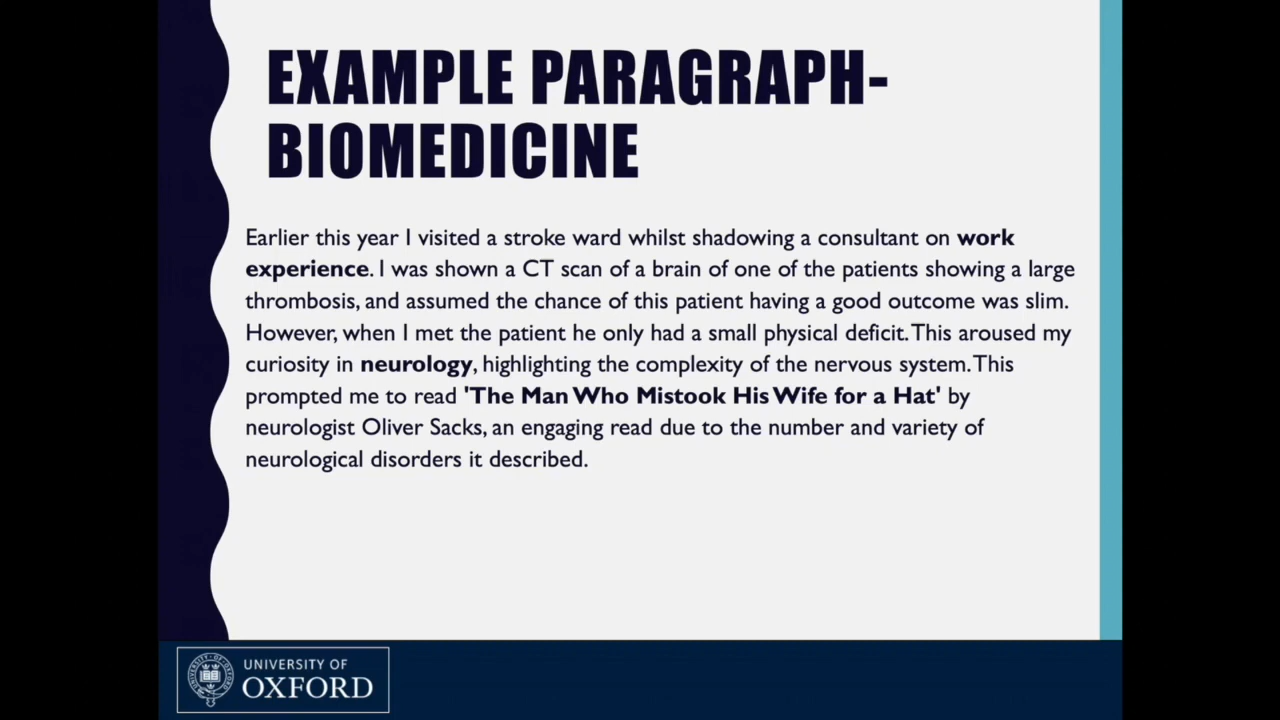 EXAMPLE PARAGRAPH-
BIOMEDICINE
Earlier this year I visited a stroke ward whilst shadowing a consultant on work
experience. I was shown a CT scan of a brain of one of the patients showing a large
thrombosis, and assumed the chance of this patient having a good outcome was slim.
However, when I met the patient he only had a small physical deficit. This aroused my
curiosity in neurology, highlighting the complexity of the nervous system. This
prompted me to read 'The Man Who Mistook His Wife for a Hat' by
neurologist Oliver Sacks, an engaging read due to the number and variety of
neurological disorders it described.
UNIVERSITY OF
OXFORD